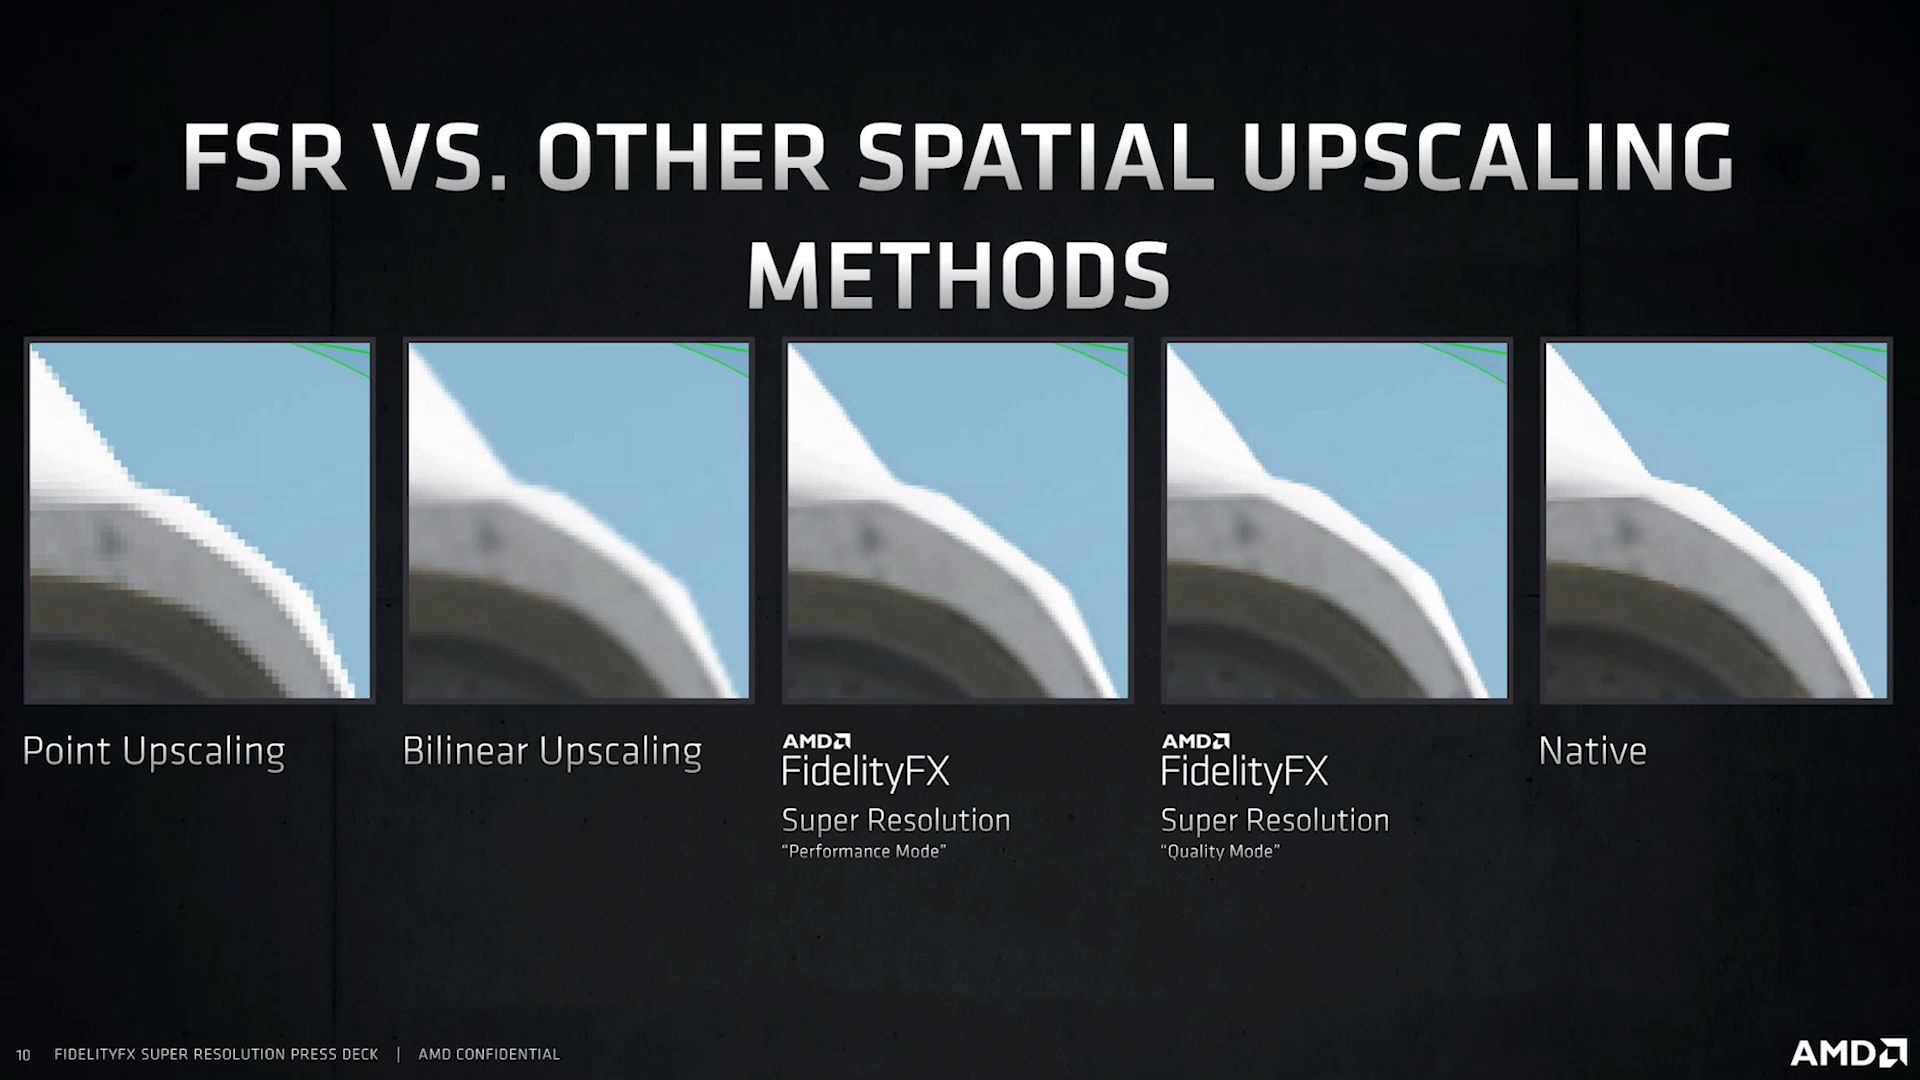 FSR VS. OTHER SPATIAL UPSCALING
METHODS
Point Upscaling
Bilinear Upscaling
AMD
FidelityFX
Super Resolution
“Performance Mode”
AMD
FidelityFX
Super Resolution
“Quality Mode”
Native
10 FIDELITYFX SUPER RESOLUTION PRESS DECK | AMD CONFIDENTIAL
AMD